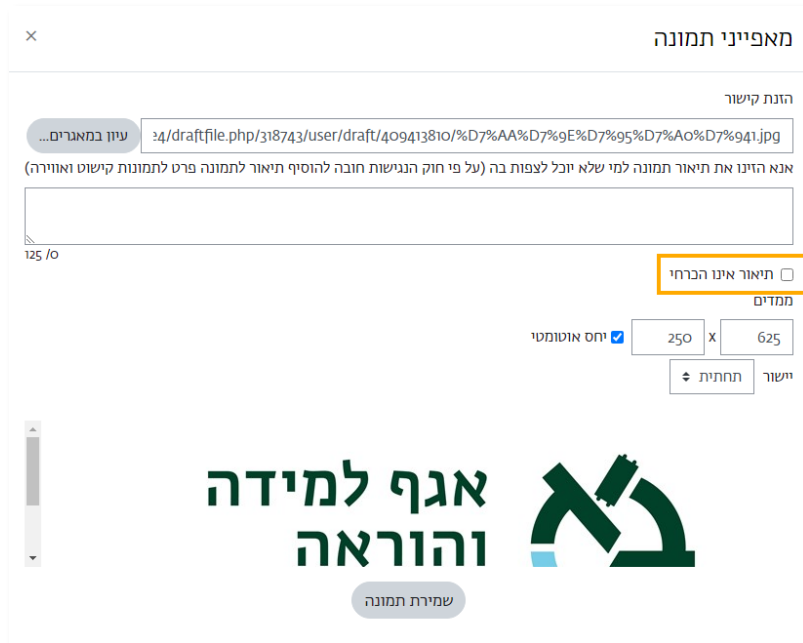 מאפייני תמונה ×
הזנת קישור
e4/draftfile.php/318743/user/draft/409413810/%D7%AA%D7%9E%D7%95%D7%A0%D7%941.jpg עיון במאגרים...
אנא הזינו את תיאור תמונה למי שלא יוכל לצפות בה (על פי חוק הנגישות חובה להוסיף תיאור לתמונה פרט לתמונות קישוט ואווירה)
125 /0
תיאור אינו הכרחי
ממדים
625 x 250 יחס אוטומטי
יישור תחתית
אגף למידה
והוראה
שמירת תמונה